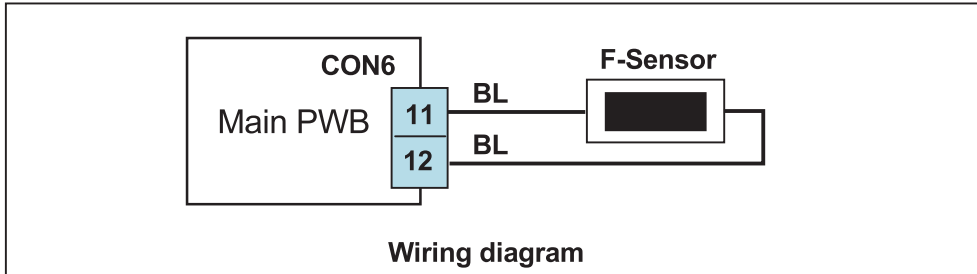 CON6
F-Sensor
Main PWB
11
BL
12
BL
Wiring diagram